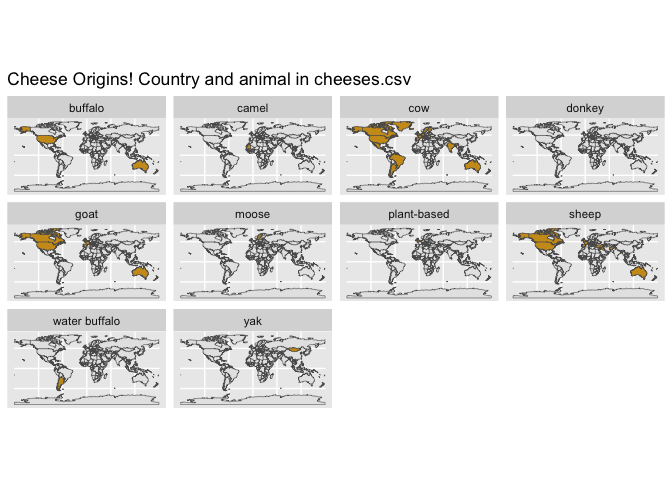 Cheese Origins! Country and animal in cheeses.csv
buffalo
camel
cow
donkey
goat
moose
plant-based
sheep
water buffalo
yak